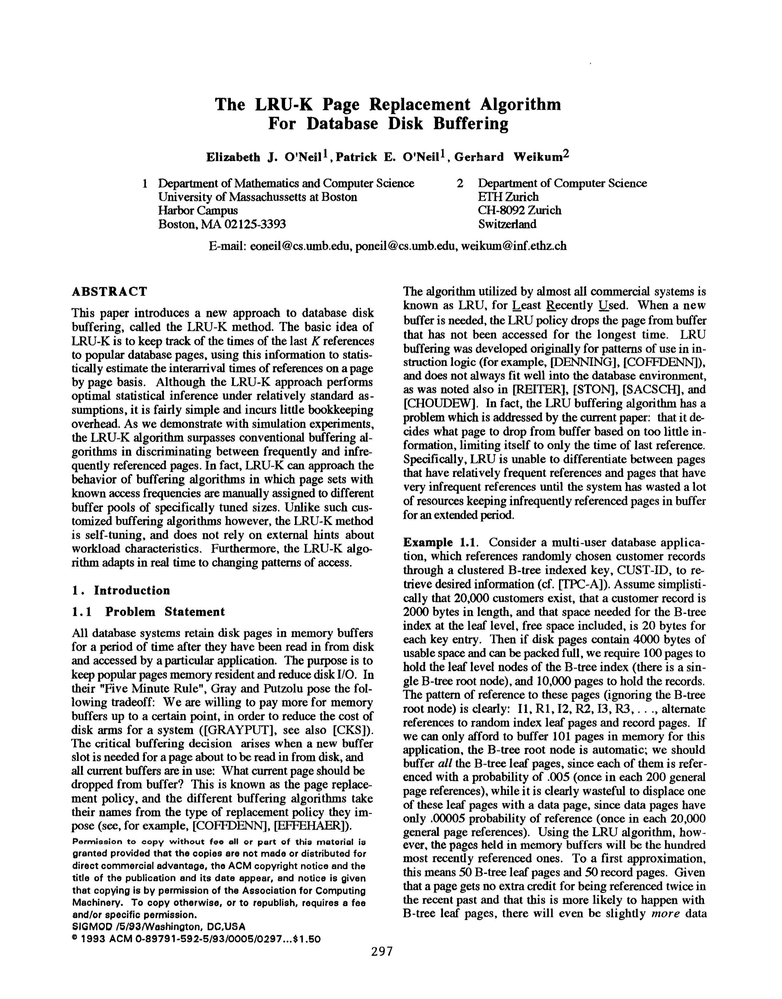 The LRU-K Page Replacement Algorithm
For Database Disk Buffering
Elizabeth J. O'Neil1, Patrick E. O'Neil1, Gerhard Weikum2
1 Department of Mathematics and Computer Science
University of Massachussetts at Boston
Harbor Campus
Boston, MA 02125-3393
2 Department of Computer Science
ETH Zurich
CH-8092 Zurich
Switzerland
E-mail: eoneil@cs.umb.edu, poneil@cs.umb.edu, weikum@inf.ethz.ch
ABSTRACT
This paper introduces a new approach to database disk
buffering, called the LRU-K method. The basic idea of
LRU-K is to keep track of the times of the last K references
to popular database pages, using this information to statis-
tically estimate the interarrival times of references on a page
by page basis. Although the LRU-K approach performs
optimal statistical inference under relatively standard as-
sumptions, it is fairly simple and incurs little bookkeeping
overhead. As we demonstrate with simulation experiments,
the LRU-K algorithm surpasses conventional buffering al-
gorithms in discriminating between frequently and infre-
quently referenced pages. In fact, LRU-K can approach the
behavior of buffering algorithms in which page sets with
known access frequencies are manually assigned to different
buffer pools of specifically tuned sizes. Unlike such cus-
tomized buffering algorithms however, the LRU-K method
is self-tuning, and does not rely on external hints about
workload characteristics. Furthermore, the LRU-K algo-
rithm adapts in real time to changing patterns of access.
1. Introduction
1.1 Problem Statement
All database systems retain disk pages in memory buffers
for a period of time after they have been read in from disk
and accessed by a particular application. The purpose is to
keep popular pages memory resident and reduce disk I/O. In
their "Five Minute Rule", Gray and Putzolu pose the fol-
lowing tradeoff: We are willing to pay more for memory
buffers up to a certain point, in order to reduce the cost of
disk arms for a system ([GRAYPUT], see also [CKS]).
The critical buffering decision arises when a new buffer
slot is needed for a page about to be read in from disk, and
all current buffers are in use: What current page should be
dropped from buffer? This is known as the page replace-
ment policy, and the different buffering algorithms take
their names from the type of replacement policy they im-
pose (see, for example, [COFFDENN], [EFFEHAER]).
Permission to copy without fee all or part of this material is
granted provided that the copies are not made or distributed for
direct commercial advantage, the ACM copyright notice and the
title of the publication and its date appear, and notice is given
that copying is by permission of the Association for Computing
Machinery. To copy otherwise, or to republish, requires a fee
and/or specific permission.
SIGMOD /5/93/Washington, DC,USA
© 1993 ACM 0-89791-592-5/93/0005/0297...$1.50
The algorithm utilized by almost all commercial systems is
known as LRU, for Least Recently Used. When a new
buffer is needed, the LRU policy drops the page from buffer
that has not been accessed for the longest time. LRU
buffering was developed originally for patterns of use in in-
struction logic (for example, [DENNING], [COFFDENN]),
and does not always fit well into the database environment,
as was noted also in [REITER], [STON], [SACSCH], and
[CHOUDEW]. In fact, the LRU buffering algorithm has a
problem which is addressed by the current paper: that it de-
cides what page to drop from buffer based on too little in-
formation, limiting itself to only the time of last reference.
Specifically, LRU is unable to differentiate between pages
that have relatively frequent references and pages that have
very infrequent references until the system has wasted a lot
of resources keeping infrequently referenced pages in buffer
for an extended period.
Example 1.1. Consider a multi-user database applica-
tion, which references randomly chosen customer records
through a clustered B-tree indexed key, CUST-ID, to re-
trieve desired information (cf. [TPC-A]). Assume simplisti-
cally that 20,000 customers exist, that a customer record is
2000 bytes in length, and that space needed for the B-tree
index at the leaf level, free space included, is 20 bytes for
each key entry. Then if disk pages contain 4000 bytes of
usable space and can be packed full, we require 100 pages to
hold the leaf level nodes of the B-tree index (there is a sin-
gle B-tree root node), and 10,000 pages to hold the records.
The pattern of reference to these pages (ignoring the B-tree
root node) is clearly: I1, R1, I2, R2, I3, R3, . . ., alternate
references to random index leaf pages and record pages. If
we can only afford to buffer 101 pages in memory for this
application, the B-tree root node is automatic; we should
buffer all the B-tree leaf pages, since each of them is refer-
enced with a probability of .005 (once in each 200 general
page references), while it is clearly wasteful to displace one
of these leaf pages with a data page, since data pages have
only .00005 probability of reference (once in each 20,000
general page references). Using the LRU algorithm, how-
ever, the pages held in memory buffers will be the hundred
most recently referenced ones. To a first approximation,
this means 50 B-tree leaf pages and 50 record pages. Given
that a page gets no extra credit for being referenced twice in
the recent past and that this is more likely to happen with
B-tree leaf pages, there will even be slightly more data
297